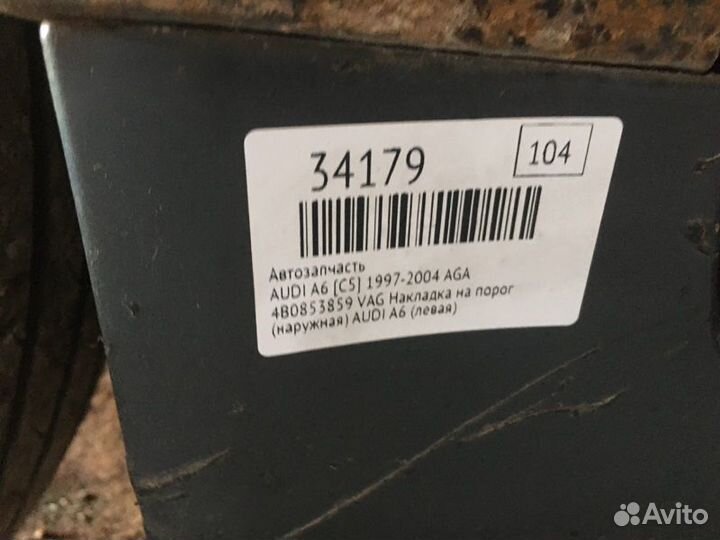 34179
104
Автозапчасть
AUDI A6 [C5] 1997-2004 AGA
4B0853859 VAG Накладка на порог
(наружная) AUDI A6 (левая)
Avito